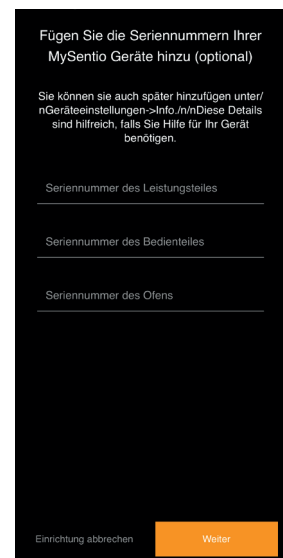 Fügen Sie die Seriennummern Ihrer
MySentio Geräte hinzu (optional)
Sie können sie auch später hinzufügen unter/
nGeräteeinstellungen->Info./n/nDiese Details
sind hilfreich, falls Sie Hilfe für Ihr Gerät
benötigen.
Seriennummer des Leistungsteiles
Seriennummer des Bedienteiles
Seriennummer des Ofens
Einrichtung abbrechen
Weiter